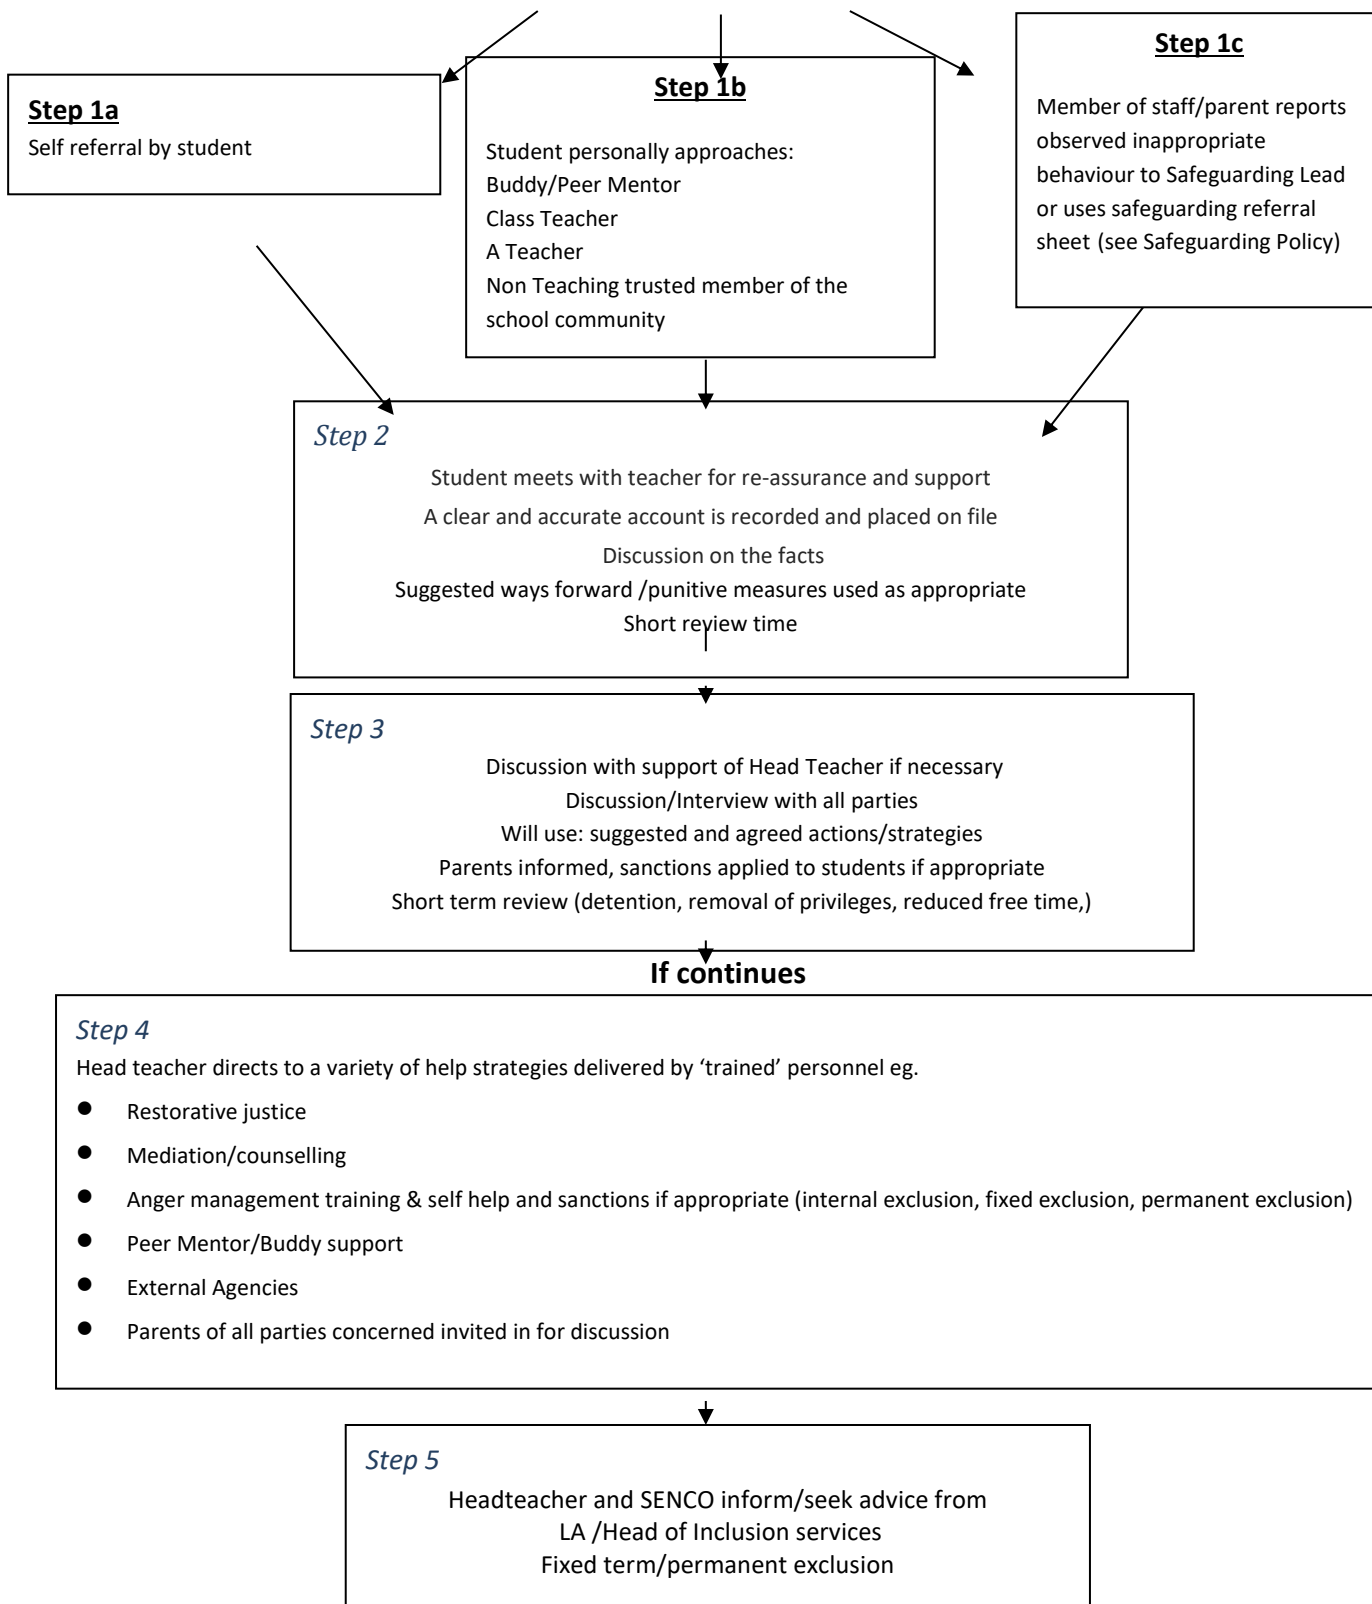 Step 1a
Self referral by student
Step 1b
Student personally approaches:
Buddy/Peer Mentor
Class Teacher
A Teacher
Non Teaching trusted member of the
school community
Step 1c
Member of staff/parent reports
observed inappropriate
behaviour to Safeguarding Lead
or uses safeguarding referral
sheet (see Safeguarding Policy)
Step 2
Student meets with teacher for re-assurance and support
A clear and accurate account is recorded and placed on file
Discussion on the facts
Suggested ways forward /punitive measures used as appropriate
Short review time
Step 3
Discussion with support of Head Teacher if necessary
Discussion/Interview with all parties
Will use: suggested and agreed actions/strategies
Parents informed, sanctions applied to students if appropriate
Short term review (detention, removal of privileges, reduced free time,)
If continues
Step 4
Head teacher directs to a variety of help strategies delivered by ‘trained’ personnel eg.
● Restorative justice
● Mediation/counselling
● Anger management training & self help and sanctions if appropriate (internal exclusion, fixed exclusion, permanent exclusion)
● Peer Mentor/Buddy support
● External Agencies
● Parents of all parties concerned invited in for discussion
Step 5
Headteacher and SENCO inform/seek advice from
LA /Head of Inclusion services
Fixed term/permanent exclusion